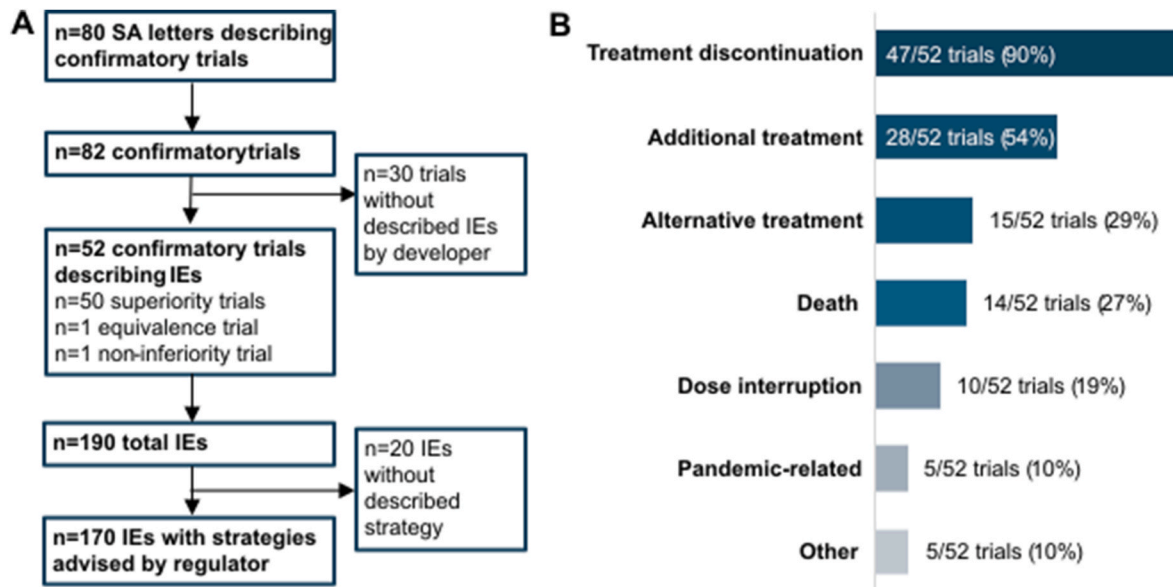 A
n=80 SA letters describing
confirmatory trials
n=82 confirmatorytrials
n=30 trials
without
described IEs
by developer
n=52 confirmatory trials
describing IEs
n=50 superiority trials
n=1 equivalence trial
n=1 non-inferiority trial
n=190 total IEs
n=20 IEs
without
described
strategy
n=170 IEs with strategies
advised by regulator
B
Treatment discontinuation
47/52 trials (90%)
Additional treatment
28/52 trials (54%)
Alternative treatment
15/52 trials (29%)
Death
14/52 trials (27%)
Dose interruption
10/52 trials (19%)
Pandemic-related
5/52 trials (10%)
Other
5/52 trials (10%)